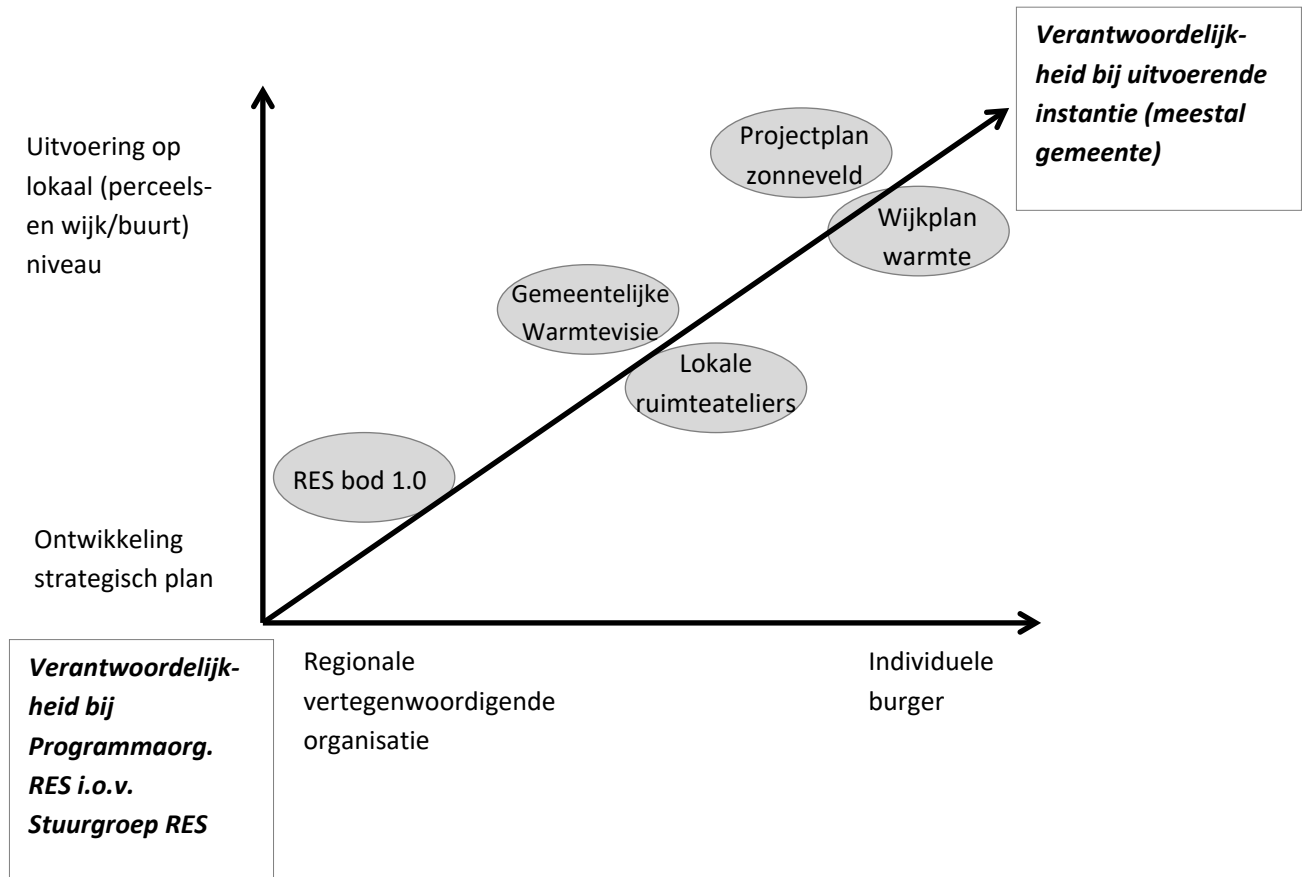 Verantwoordelijk-
heid bij uitvoerende
instantie (meestal
gemeente)
Uitvoering op
lokaal (perceels-
en wijk/buurt)
niveau
Projectplan
zonneveld
Wijkplan
warmte
Gemeentelijke
Warmtevisie
Lokale
ruimteateliers
RES bod 1.0
Ontwikkeling
strategisch plan
Verantwoordelijk-
heid bij
Programmaorg.
RES i.o.v.
Stuurgroep RES
Regionale
vertegenwoordigende
organisatie
Individuele
burger